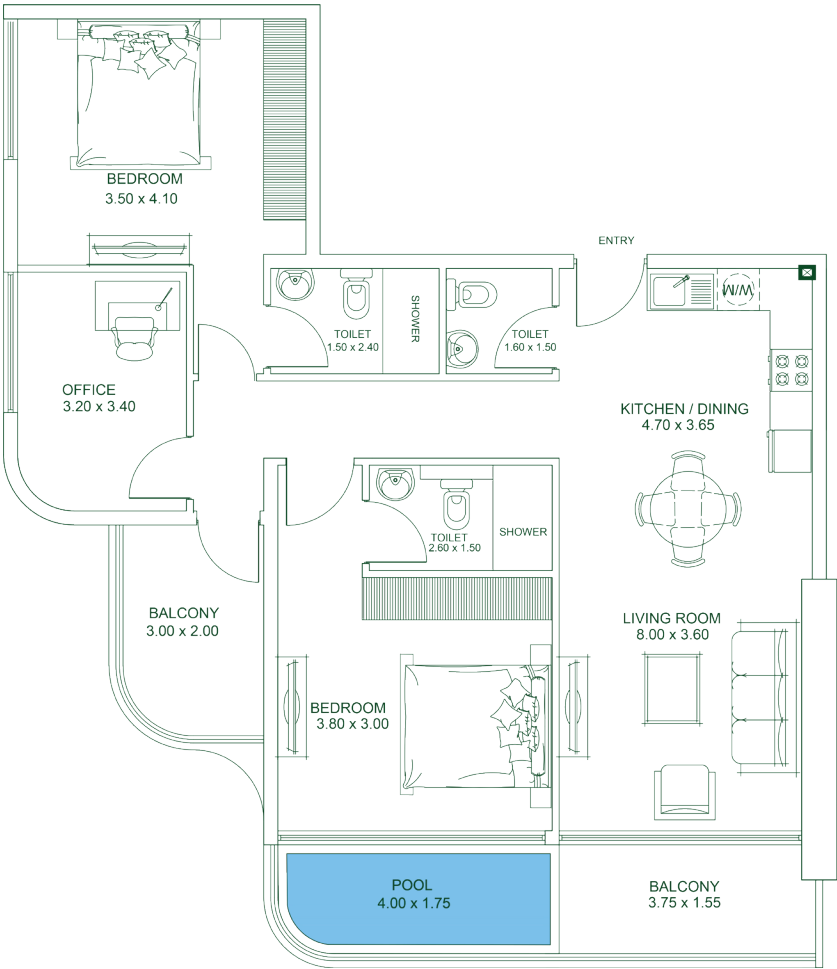 BEDROOM
3.50 x 4.10
ENTRY
W/M
TOILET
1.50 x 2.40
SHOWER
TOILET
1.60 x 1.50
OFFICE
3.20 x 3.40
KITCHEN / DINING
4.70 x 3.65
TOILET
2.60 x 1.50
SHOWER
BALCONY
3.00 x 2.00
LIVING ROOM
8.00 x 3.60
BEDROOM
3.80 x 3.00
POOL
4.00 x 1.75
BALCONY
3.75 x 1.55